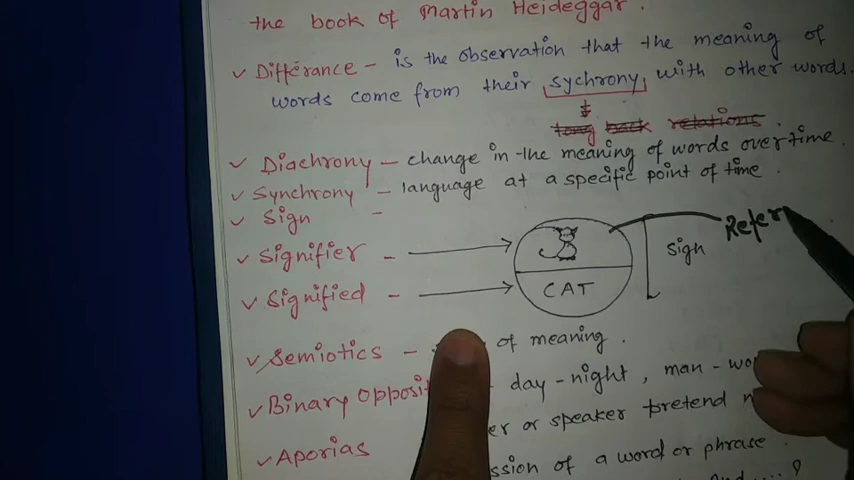 the book of Martin Heideggar.
✓ Différance - is the observation that the meaning of
words come from their sychrony with other words.
✓ Diachrony - change in the meaning of words over time.
✓ Synchrony - language at a specific point of time.
✓ Sign -
✓ Signifier -
Sign
Refer
✓ Signified -
CAT
✓ Semiotics - of meaning.
✓ Binary Opposit day-night, man-wo
er or speaker pretend
✓ Aporias ssion of a word or phrase